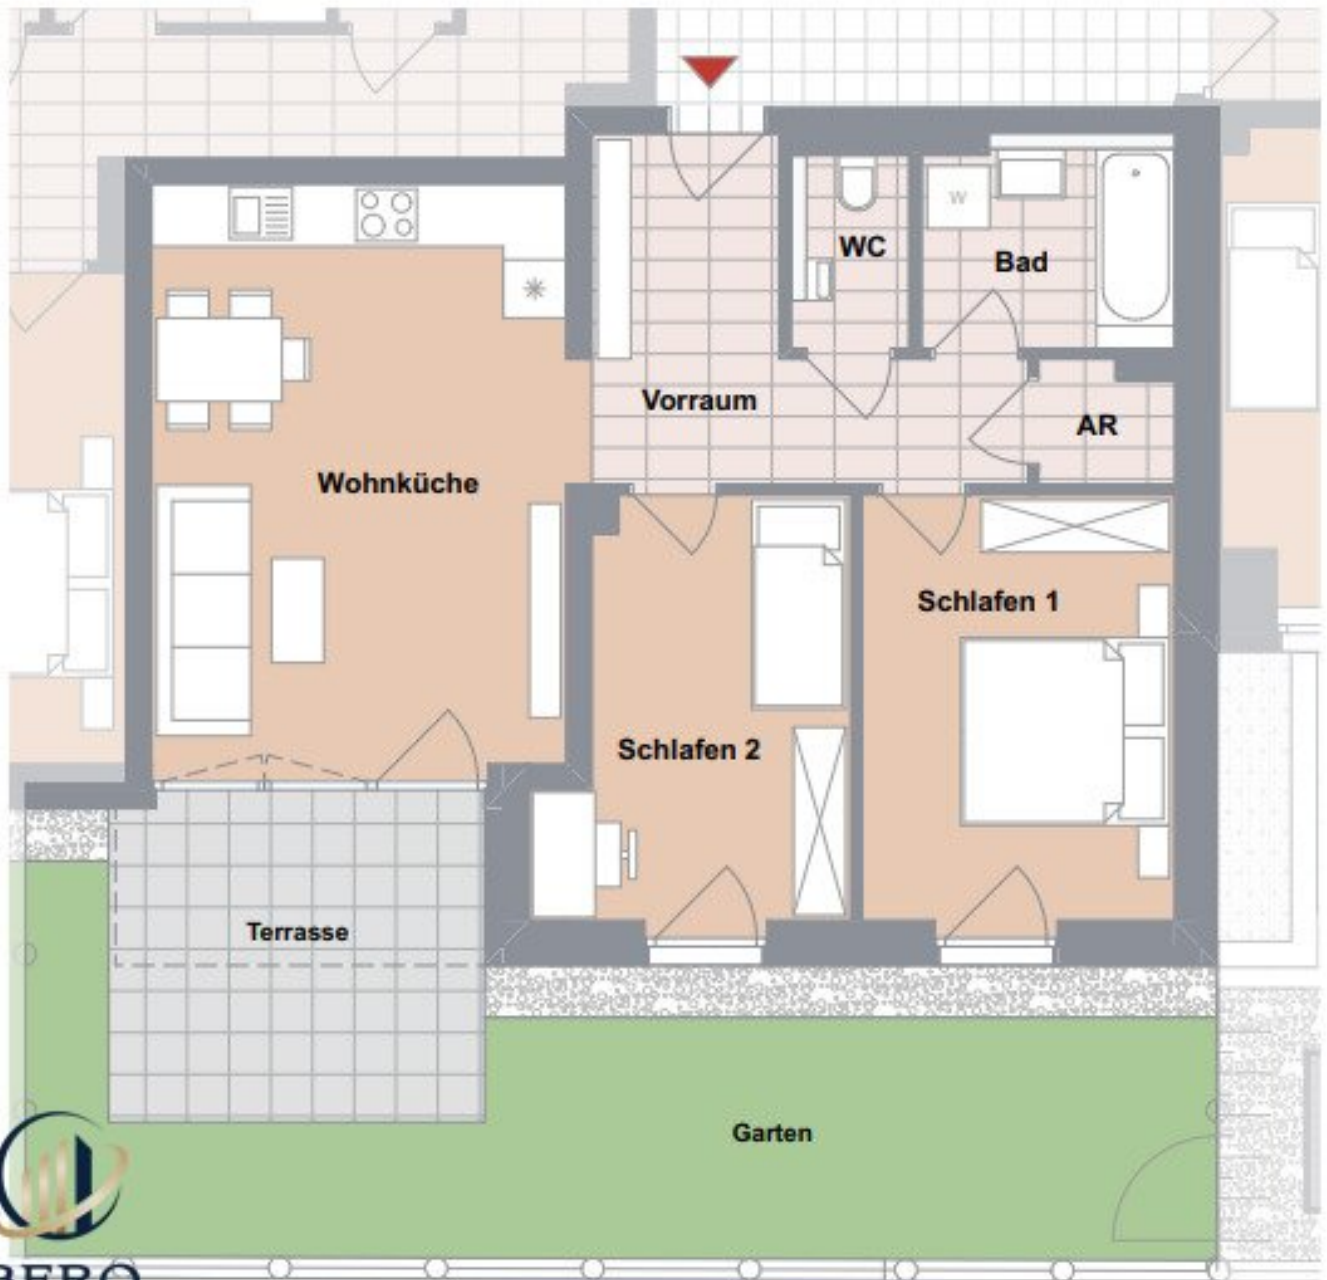 W
WC
Bad
Vorraum
AR
Wohnküche
Schlafen 1
Schlafen 2
Terrasse
Garten